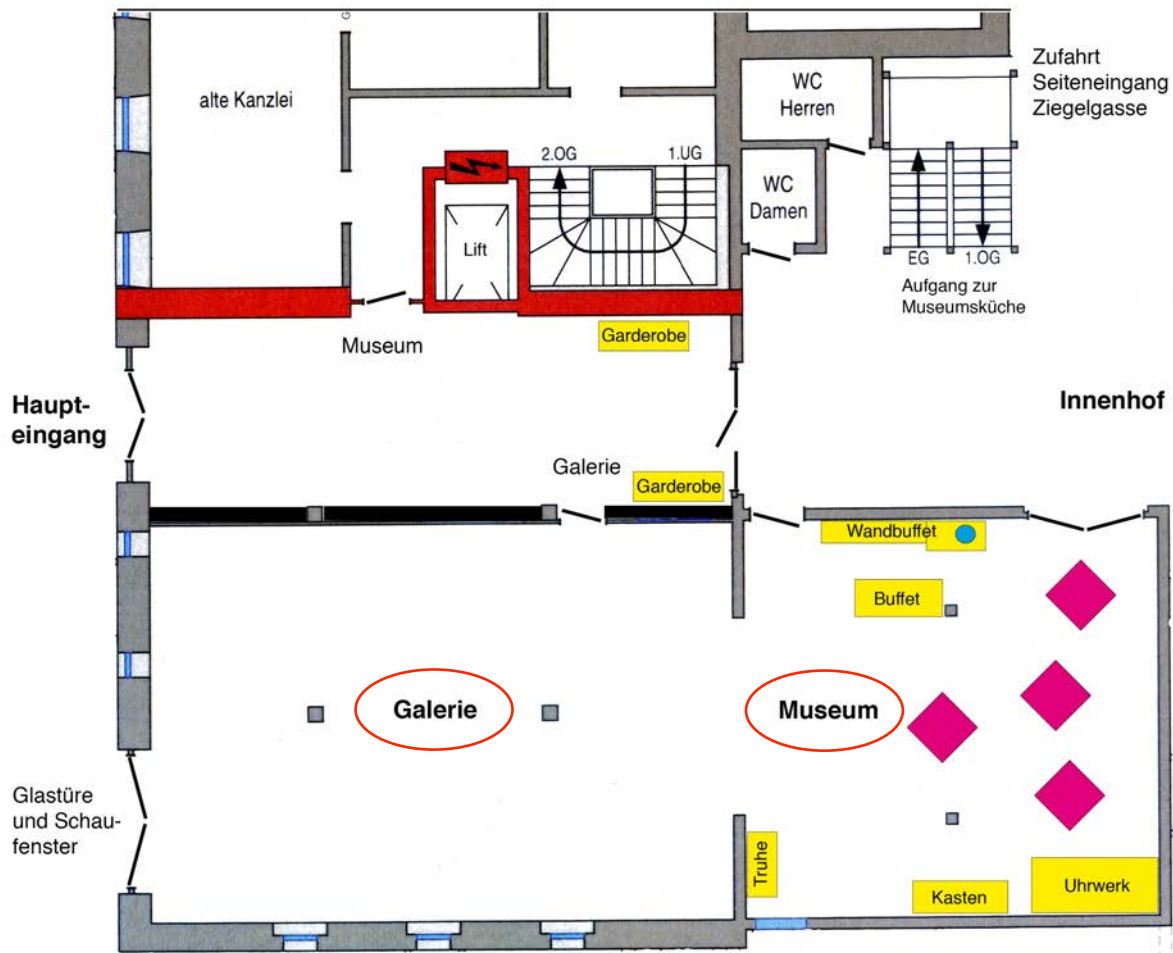 G
alte Kanzlei
WC
Herren
Zufahrt
Seiteneingang
Ziegelgasse
2.OG
1.UG
WC
Damen
Lift
EG
1.OG
Aufgang zur
Museumsküche
Garderobe
Museum
Haupt-
eingang
Innenhof
Galerie
Garderobe
Wandbuffet
Buffet
Galerie
Museum
Glastüre
und Schau-
fenster
Truhe
Kasten
Uhrwerk